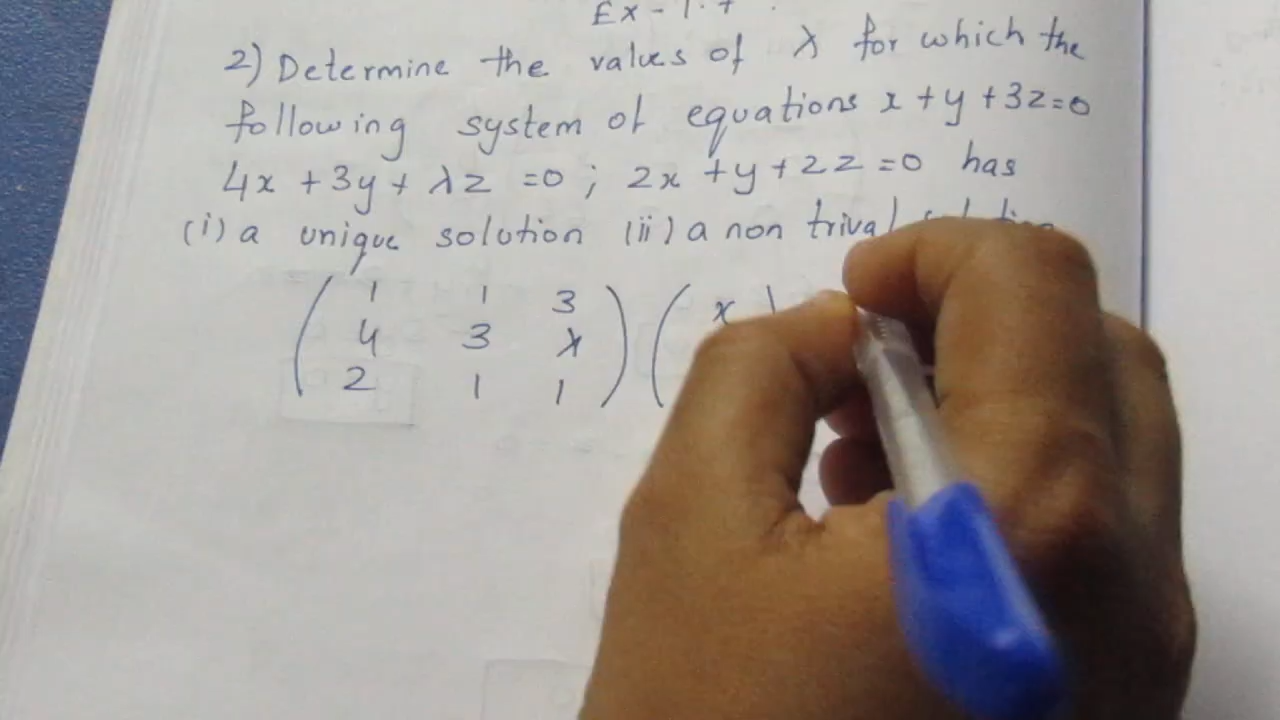 Ex - 1.7
2) Determine the values of λ for which the
following system of equations x + y + 3z = 0
4x + 3y + λz = 0 ; 2x + y + 2z = 0 has
(i) a unique solution (ii) a non trival
( 1 1 3 ) ( x
4 3 λ
2 1 1